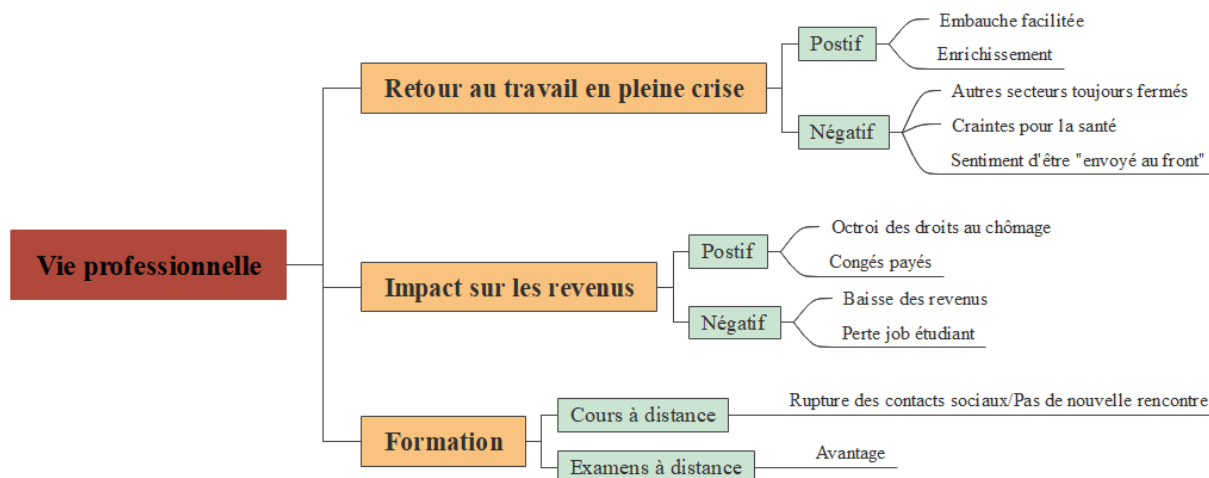 Vie professionnelle
Retour au travail en pleine crise
Postif
Embauche facilitée
Enrichissement
Négatif
Autres secteurs toujours fermés
Craintes pour la santé
Sentiment d'être "envoyé au front"
Impact sur les revenus
Postif
Octroi des droits au chômage
Congés payés
Négatif
Baisse des revenus
Perte job étudiant
Formation
Cours à distance
Rupture des contacts sociaux/Pas de nouvelle rencontre
Examens à distance
Avantage